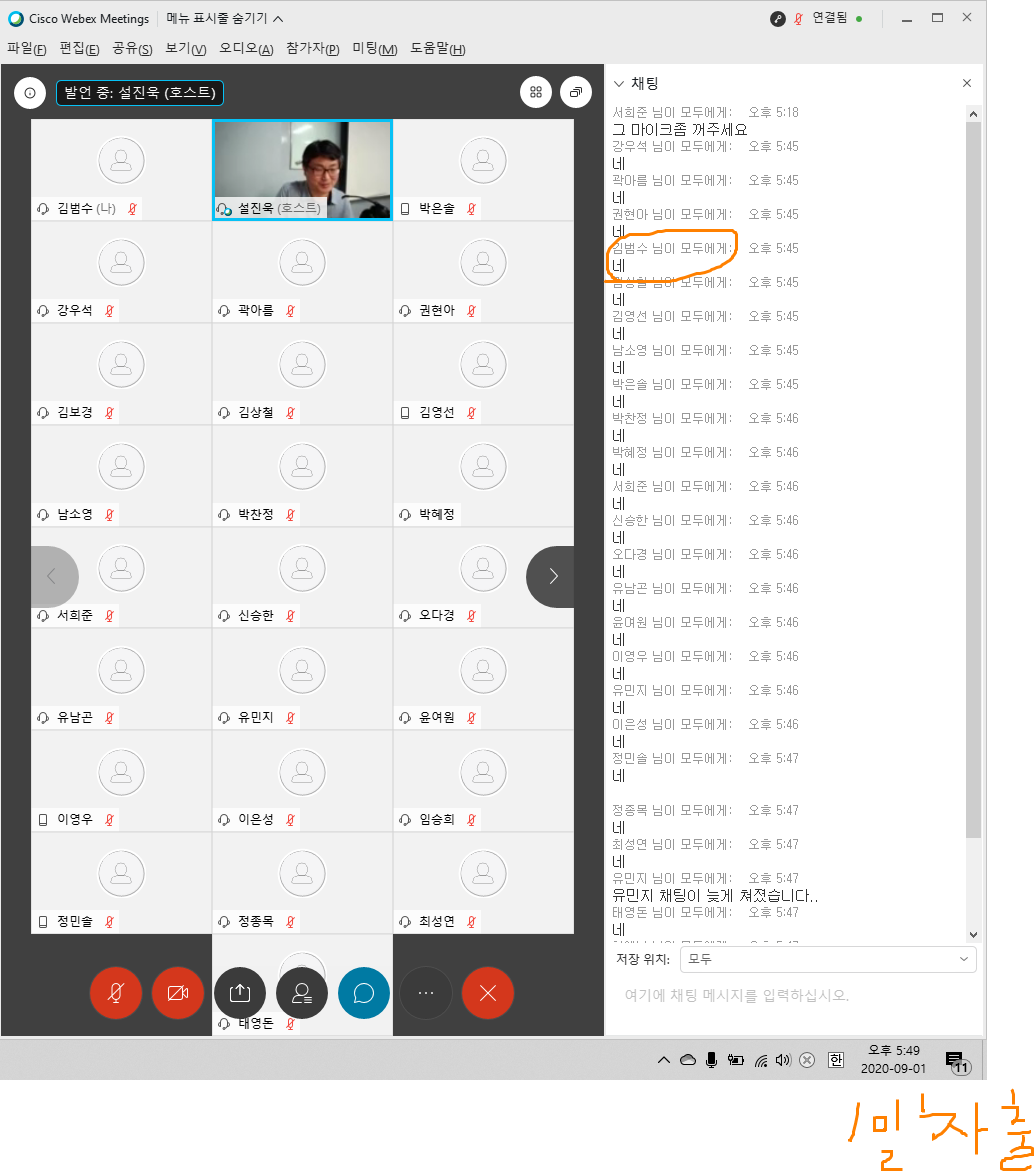 Cisco Webex Meetings 메뉴 표시줄 숨기기 연결됨
파일(F) 편집(E) 공유(S) 보기(V) 오디오(A) 참가자(P) 미팅(M) 도움말(H)
발언 중: 설진욱 (호스트)
김범수 (나) 설진욱 (호스트) 박은솔
강우석 곽아름 권현아
김보경 김상철 김영선
남소영 박찬정 박혜정
서희준 신승한 오다경
유남곤 유민지 윤여원
이영우 이은성 임승희
정민솔 정종목 최성연
태영돈
채팅
서희준 님이 모두에게: 오후 5:18
그 마이크좀 꺼주세요
강우석 님이 모두에게: 오후 5:45
네
곽아름 님이 모두에게: 오후 5:45
네
권현아 님이 모두에게: 오후 5:45
네
김범수 님이 모두에게: 오후 5:45
네
김상철 님이 모두에게: 오후 5:45
네
김영선 님이 모두에게: 오후 5:45
네
남소영 님이 모두에게: 오후 5:45
네
박은솔 님이 모두에게: 오후 5:45
네
박찬정 님이 모두에게: 오후 5:46
네
박혜정 님이 모두에게: 오후 5:46
네
서희준 님이 모두에게: 오후 5:46
네
신승한 님이 모두에게: 오후 5:46
네
오다경 님이 모두에게: 오후 5:46
네
유남곤 님이 모두에게: 오후 5:46
네
윤여원 님이 모두에게: 오후 5:46
네
이영우 님이 모두에게: 오후 5:46
네
유민지 님이 모두에게: 오후 5:46
네
이은성 님이 모두에게: 오후 5:46
네
정민솔 님이 모두에게: 오후 5:47
네
정종목 님이 모두에게: 오후 5:47
네
최성연 님이 모두에게: 오후 5:47
네
유민지 님이 모두에게: 오후 5:47
유민지 채팅이 늦게 쳐졌습니다..
태영돈 님이 모두에게: 오후 5:47
네
저장 위치: 모두
여기에 채팅 메시지를 입력하십시오.
한 오후 5:49
2020-09-01 11